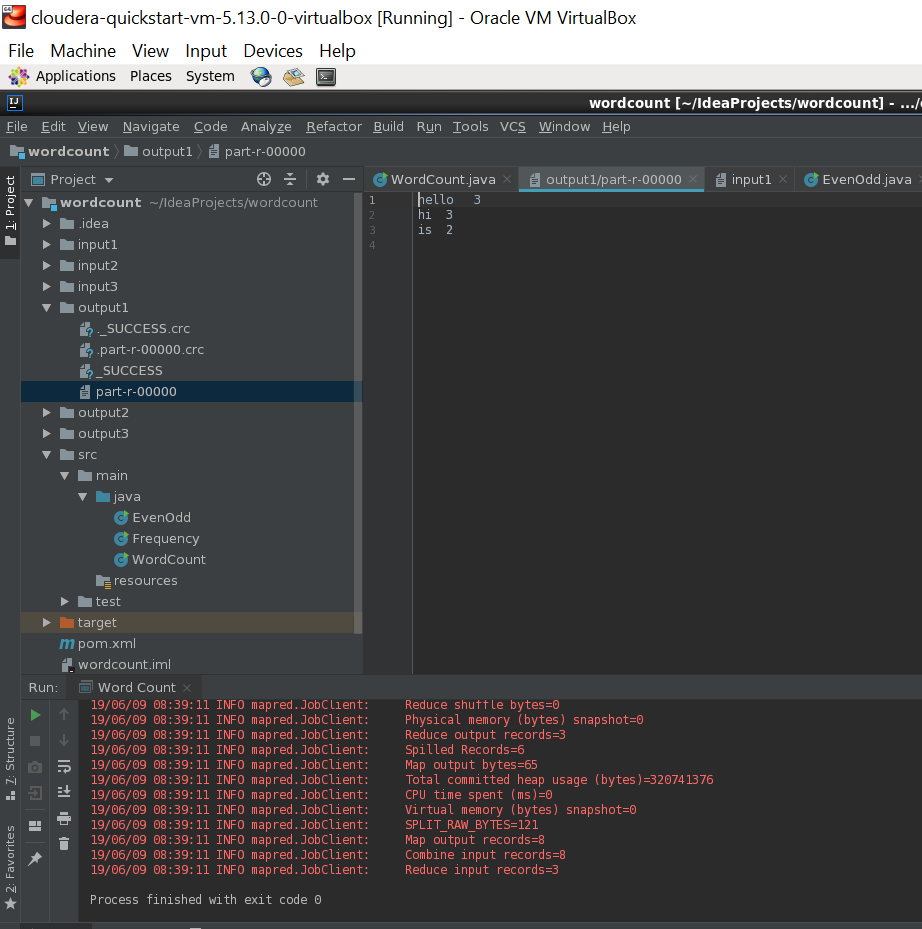 cloudera-quickstart-vm-5.13.0-0-virtualbox [Running] - Oracle VM VirtualBox
File Machine View Input Devices Help
Applications Places System
wordcount [~/IdeaProjects/wordcount] - .../
File Edit View Navigate Code Analyze Refactor Build Run Tools VCS Window Help
wordcount output1 part-r-00000
1: Project
Project
WordCount.java output1/part-r-00000 input1 EvenOdd.java
wordcount ~/IdeaProjects/wordcount
.idea
input1
input2
input3
output1
._SUCCESS.crc
.part-r-00000.crc
_SUCCESS
part-r-00000
output2
output3
src
main
java
EvenOdd
Frequency
WordCount
resources
test
target
pom.xml
wordcount.iml
1 hello 3
2 hi 3
3 is 2
4
Run: Word Count
7: Structure
2: Favorites
19/06/09 08:39:11 INFO mapred.JobClient: Reduce shuffle bytes=0
19/06/09 08:39:11 INFO mapred.JobClient: Physical memory (bytes) snapshot=0
19/06/09 08:39:11 INFO mapred.JobClient: Reduce output records=3
19/06/09 08:39:11 INFO mapred.JobClient: Spilled Records=6
19/06/09 08:39:11 INFO mapred.JobClient: Map output bytes=65
19/06/09 08:39:11 INFO mapred.JobClient: Total committed heap usage (bytes)=320741376
19/06/09 08:39:11 INFO mapred.JobClient: CPU time spent (ms)=0
19/06/09 08:39:11 INFO mapred.JobClient: Virtual memory (bytes) snapshot=0
19/06/09 08:39:11 INFO mapred.JobClient: SPLIT_RAW_BYTES=121
19/06/09 08:39:11 INFO mapred.JobClient: Map output records=8
19/06/09 08:39:11 INFO mapred.JobClient: Combine input records=8
19/06/09 08:39:11 INFO mapred.JobClient: Reduce input records=3
Process finished with exit code 0